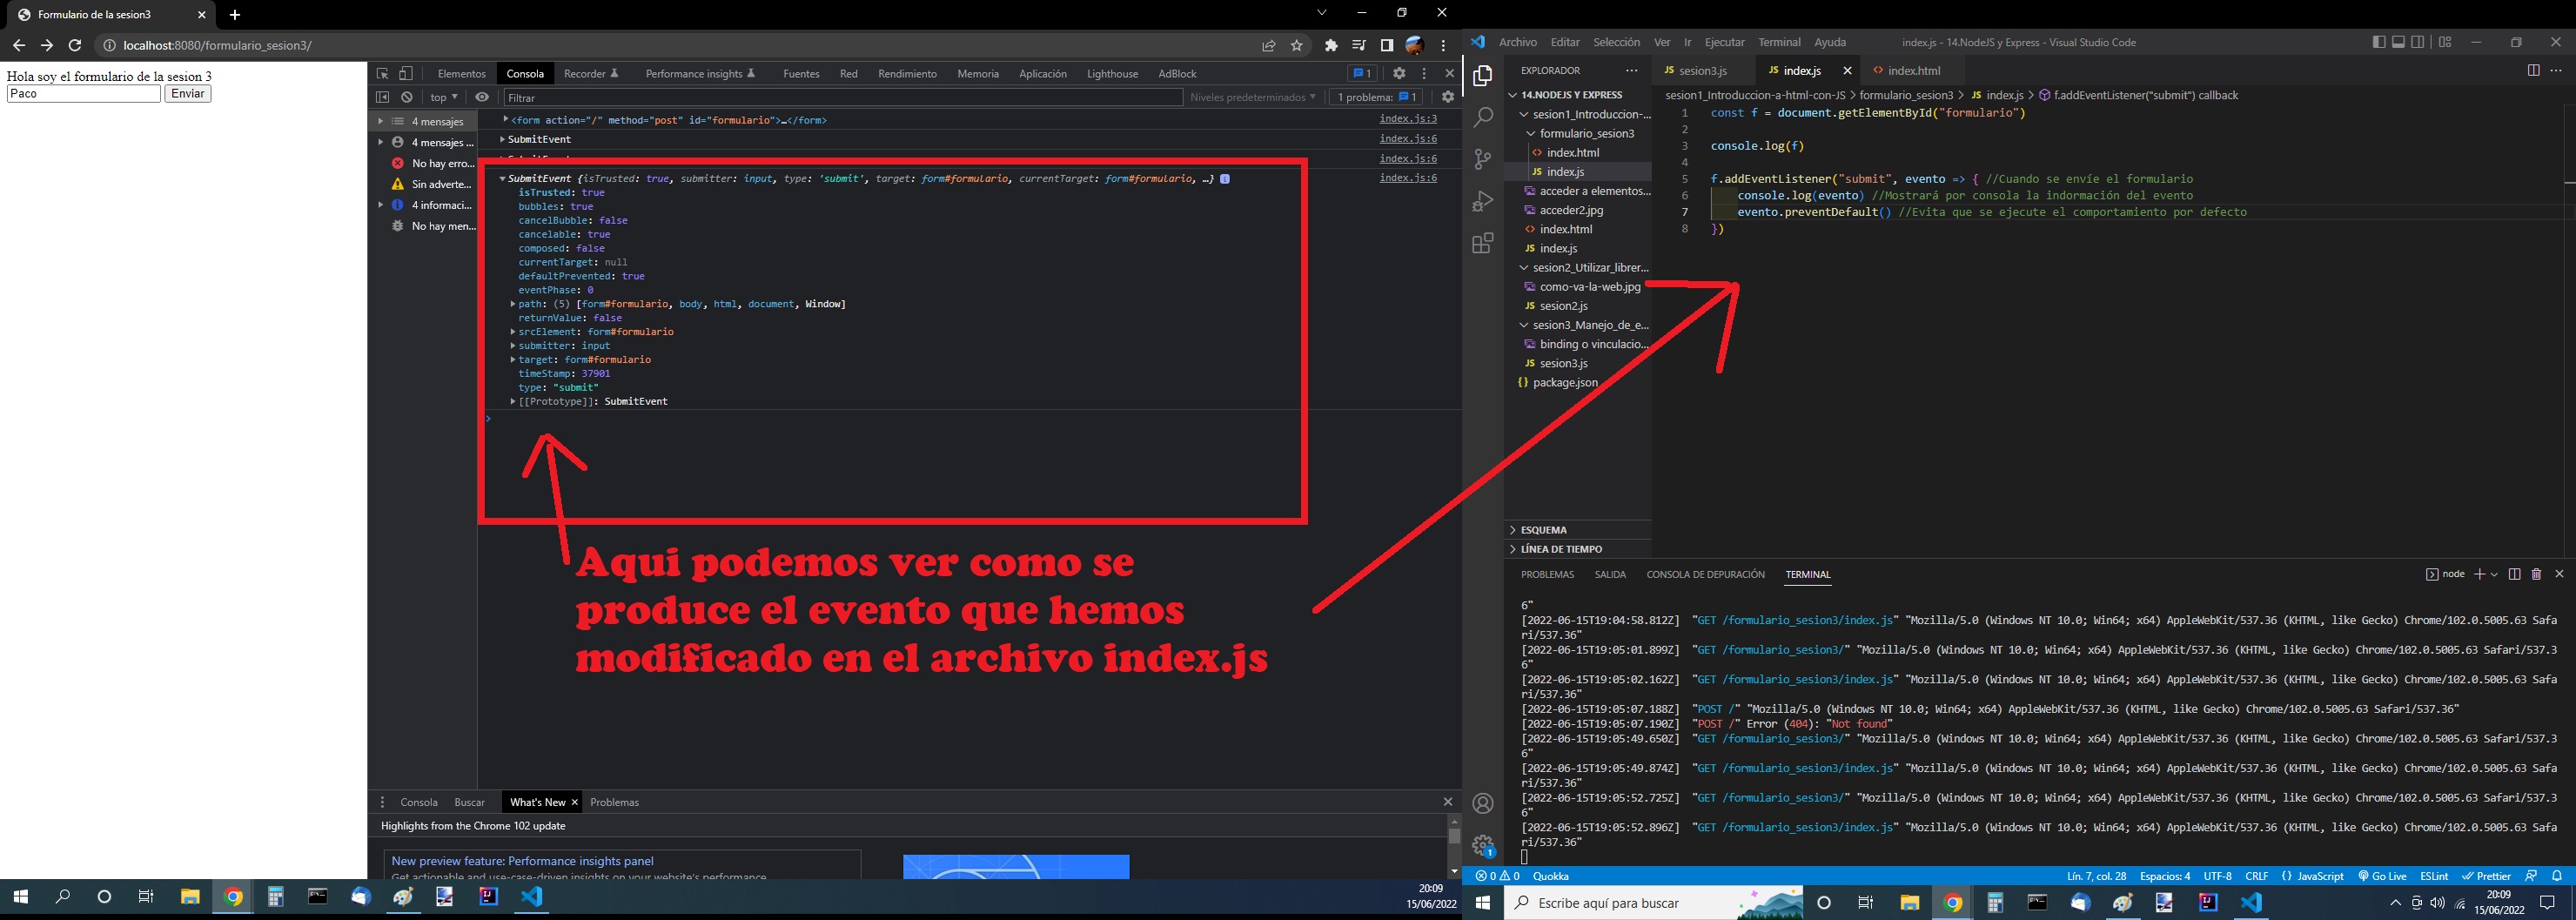 Formulario de la sesion3
localhost:8080/formulario_sesion3/
Hola soy el formulario de la sesion 3
Paco Enviar
Elementos Consola Recorder Performance insights Fuentes Red Rendimiento Memoria Aplicación Lighthouse AdBlock 1
top Filtrar Niveles predeterminados 1 problema: 1
4 mensajes
4 mensajes ...
No hay erro...
Sin adverte...
4 informaci...
No hay men...
<form action="/" method="post" id="formulario">…</form> index.js:3
SubmitEvent index.js:6
index.js:6
SubmitEvent {isTrusted: true, submitter: input, type: 'submit', target: form#formulario, currentTarget: form#formulario, …} index.js:6
isTrusted: true
bubbles: true
cancelBubble: false
cancelable: true
composed: false
currentTarget: null
defaultPrevented: true
eventPhase: 0
path: (5) [form#formulario, body, html, document, Window]
returnValue: false
srcElement: form#formulario
submitter: input
target: form#formulario
timeStamp: 37901
type: "submit"
[[Prototype]]: SubmitEvent
Aqui podemos ver como se
produce el evento que hemos
modificado en el archivo index.js
Consola Buscar What's New Problemas
Highlights from the Chrome 102 update
New preview feature: Performance insights panel
Get actionable and use-case-driven insights on your website's performance.
20:09
15/06/2022
Archivo Editar Selección Ver Ir Ejecutar Terminal Ayuda index.js - 14.NodeJS y Express - Visual Studio Code
EXPLORADOR
14.NODEJS Y EXPRESS
sesion1_Introduccion-...
formulario_sesion3
index.html
JS index.js
acceder a elementos...
acceder2.jpg
index.html
JS index.js
sesion2_Utilizar_librer...
como-va-la-web.jpg
JS sesion2.js
sesion3_Manejo_de_e...
binding o vinculacio...
JS sesion3.js
{} package.json
ESQUEMA
LÍNEA DE TIEMPO
JS sesion3.js JS index.js index.html
sesion1_Introduccion-a-html-con-JS > formulario_sesion3 > JS index.js > f.addEventListener("submit") callback
1 const f = document.getElementById("formulario")
2
3 console.log(f)
4
5 f.addEventListener("submit", evento => { //Cuando se envíe el formulario
6 console.log(evento) //Mostrará por consola la indormación del evento
7 evento.preventDefault() //Evita que se ejecute el comportamiento por defecto
8 })
PROBLEMAS SALIDA CONSOLA DE DEPURACIÓN TERMINAL node
6"
[2022-06-15T19:04:58.812Z] "GET /formulario_sesion3/index.js" "Mozilla/5.0 (Windows NT 10.0; Win64; x64) AppleWebKit/537.36 (KHTML, like Gecko) Chrome/102.0.5005.63 Safa
ri/537.36"
[2022-06-15T19:05:01.899Z] "GET /formulario_sesion3/" "Mozilla/5.0 (Windows NT 10.0; Win64; x64) AppleWebKit/537.36 (KHTML, like Gecko) Chrome/102.0.5005.63 Safari/537.3
6"
[2022-06-15T19:05:02.162Z] "GET /formulario_sesion3/index.js" "Mozilla/5.0 (Windows NT 10.0; Win64; x64) AppleWebKit/537.36 (KHTML, like Gecko) Chrome/102.0.5005.63 Safa
ri/537.36"
[2022-06-15T19:05:07.188Z] "POST /" "Mozilla/5.0 (Windows NT 10.0; Win64; x64) AppleWebKit/537.36 (KHTML, like Gecko) Chrome/102.0.5005.63 Safari/537.36"
[2022-06-15T19:05:07.190Z] "POST /" Error (404): "Not found"
[2022-06-15T19:05:49.650Z] "GET /formulario_sesion3/" "Mozilla/5.0 (Windows NT 10.0; Win64; x64) AppleWebKit/537.36 (KHTML, like Gecko) Chrome/102.0.5005.63 Safari/537.3
6"
[2022-06-15T19:05:49.874Z] "GET /formulario_sesion3/index.js" "Mozilla/5.0 (Windows NT 10.0; Win64; x64) AppleWebKit/537.36 (KHTML, like Gecko) Chrome/102.0.5005.63 Safa
ri/537.36"
[2022-06-15T19:05:52.725Z] "GET /formulario_sesion3/" "Mozilla/5.0 (Windows NT 10.0; Win64; x64) AppleWebKit/537.36 (KHTML, like Gecko) Chrome/102.0.5005.63 Safari/537.3
6"
[2022-06-15T19:05:52.896Z] "GET /formulario_sesion3/index.js" "Mozilla/5.0 (Windows NT 10.0; Win64; x64) AppleWebKit/537.36 (KHTML, like Gecko) Chrome/102.0.5005.63 Safa
ri/537.36"
0 0 Quokka Lín. 7, col. 28 Espacios: 4 UTF-8 CRLF {} JavaScript Go Live ESLint Prettier
Escribe aquí para buscar
20:09
15/06/2022